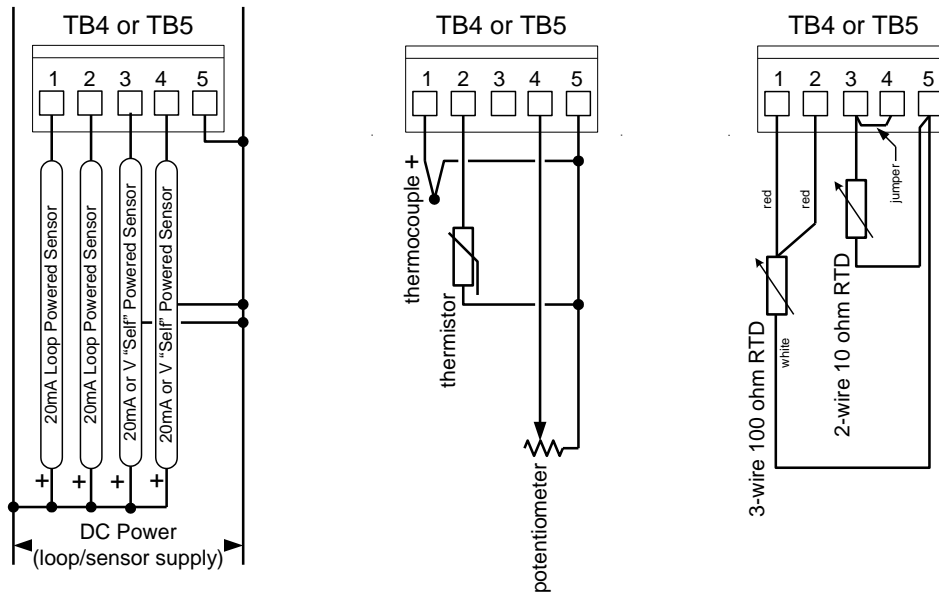 TB4 or TB5
1 2 3 4 5
20mA Loop Powered Sensor
20mA Loop Powered Sensor
20mA or V “Self” Powered Sensor
20mA or V “Self” Powered Sensor
+ + + +
DC Power
(loop/sensor supply)
TB4 or TB5
1 2 3 4 5
thermocouple +
thermistor
potentiometer
TB4 or TB5
1 2 3 4 5
red
red
jumper
white
3-wire 100 ohm RTD
2-wire 10 ohm RTD